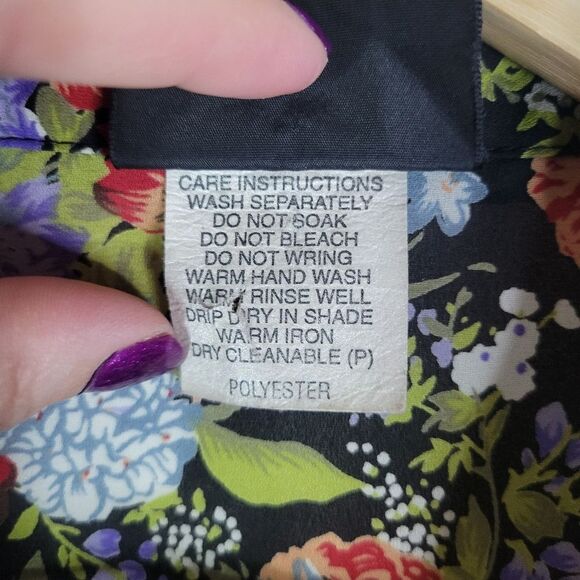 CARE INSTRUCTIONS
WASH SEPARATELY
DO NOT SOAK
DO NOT BLEACH
DO NOT WRING
WARM HAND WASH
WARM RINSE WELL
DRIP DRY IN SHADE
WARM IRON
DRY CLEANABLE (P)
POLYESTER